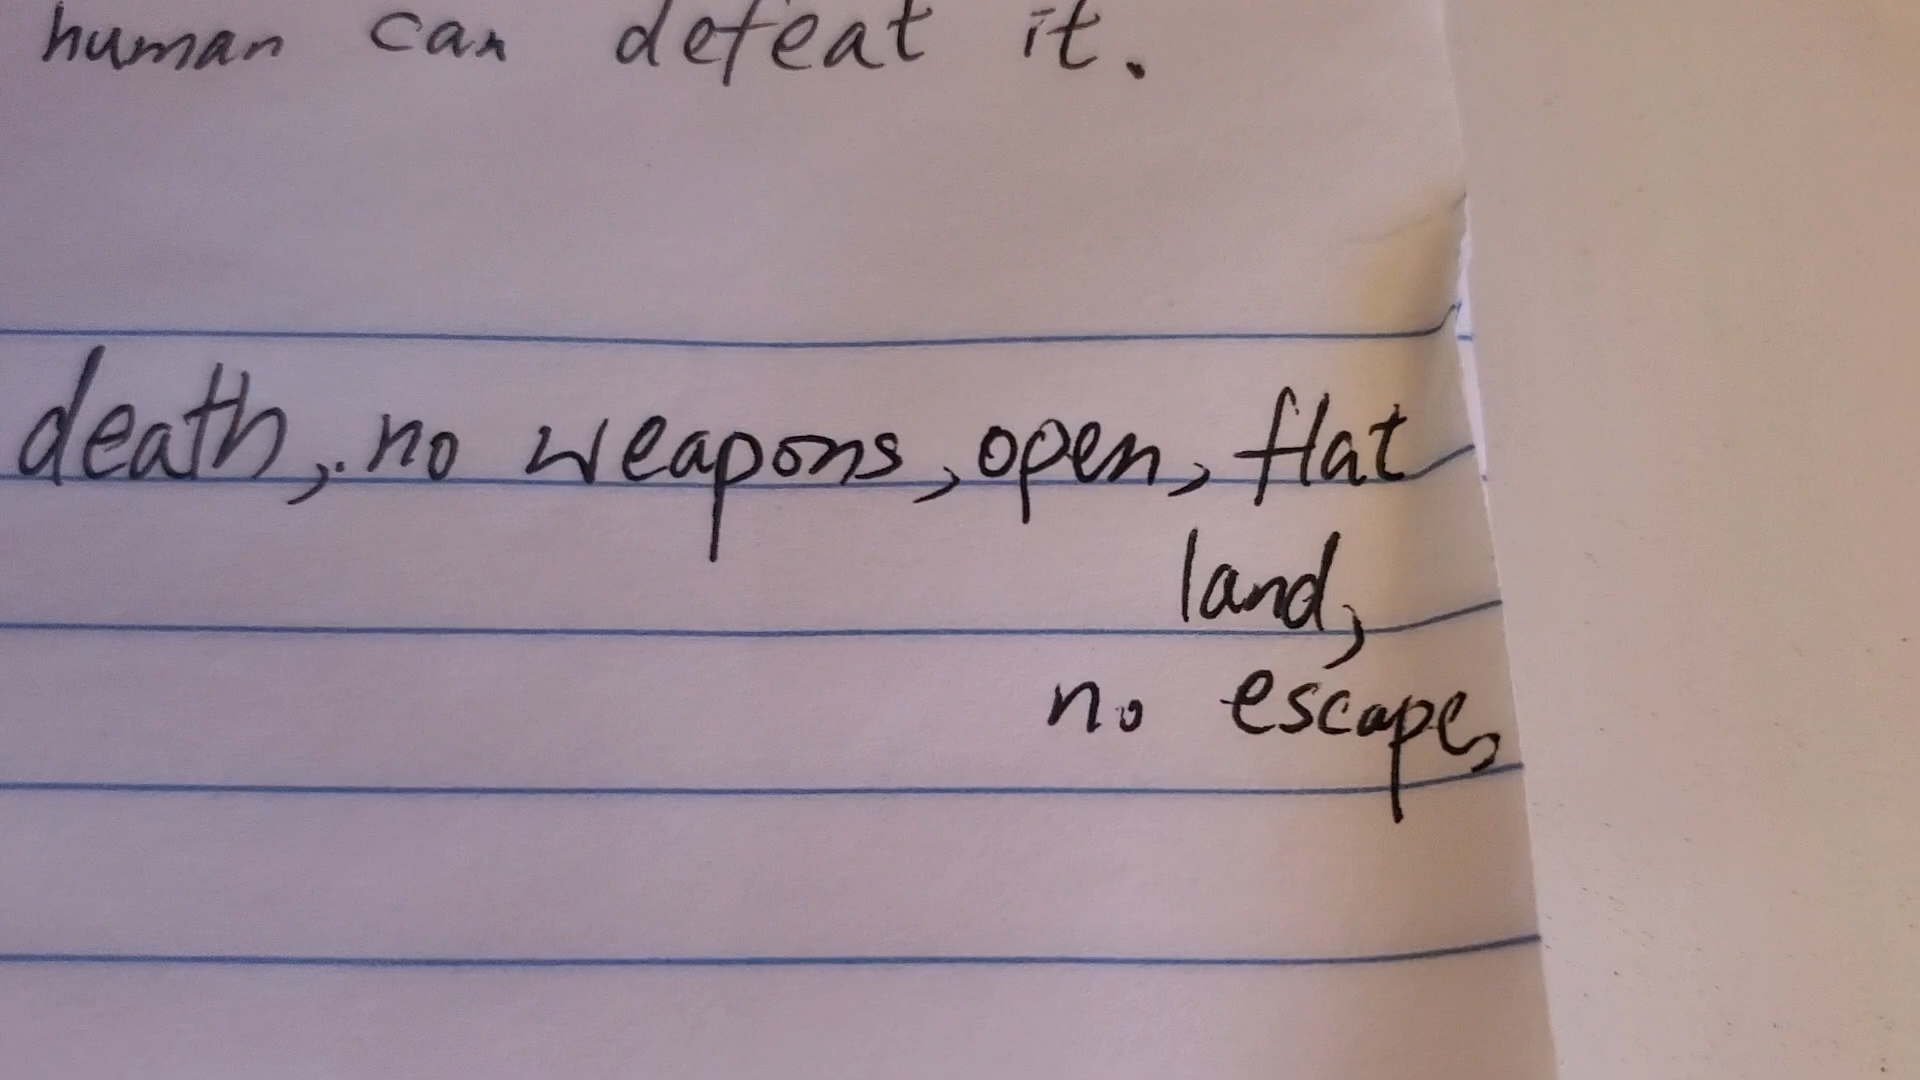 human can defeat it.
death, no weapons, open, flat
land,
no escape,